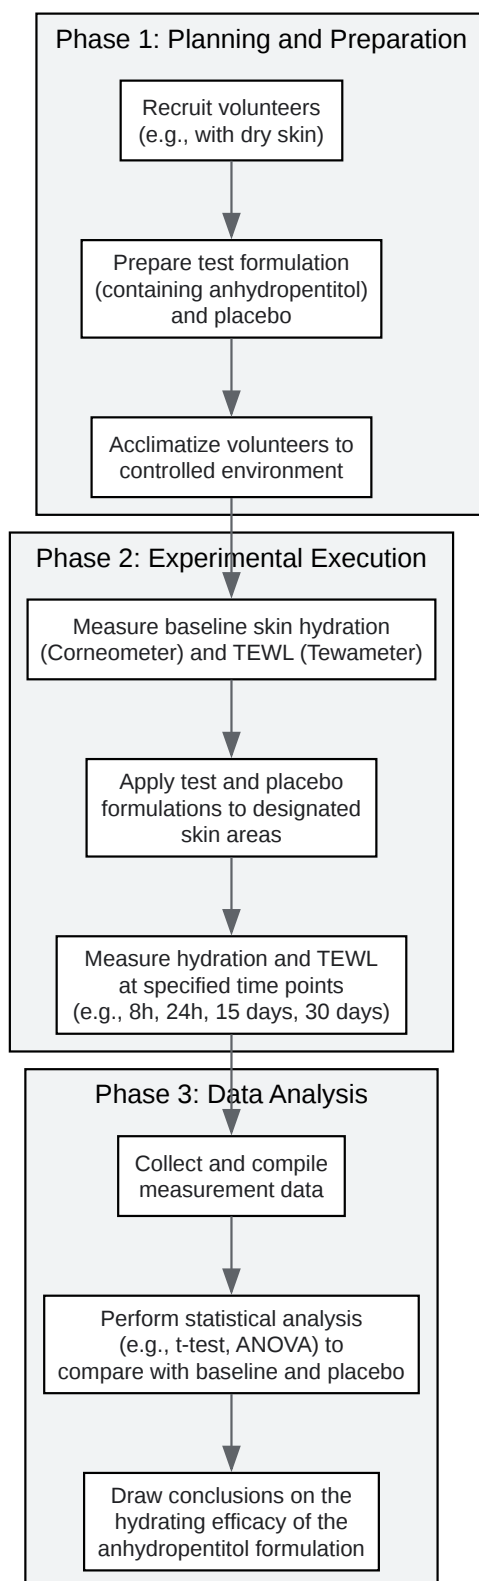 Phase 1: Planning and Preparation
Recruit volunteers
(e.g., with dry skin)
Prepare test formulation
(containing anhydropentitol)
and placebo
Acclimatize volunteers to
controlled environment
Phase 2: Experimental Execution
Measure baseline skin hydration
(Corneometer) and TEWL (Tewameter)
Apply test and placebo
formulations to designated
skin areas
Measure hydration and TEWL
at specified time points
(e.g., 8h, 24h, 15 days, 30 days)
Phase 3: Data Analysis
Collect and compile
measurement data
Perform statistical analysis
(e.g., t-test, ANOVA) to
compare with baseline and placebo
Draw conclusions on the
hydrating efficacy of the
anhydropentitol formulation